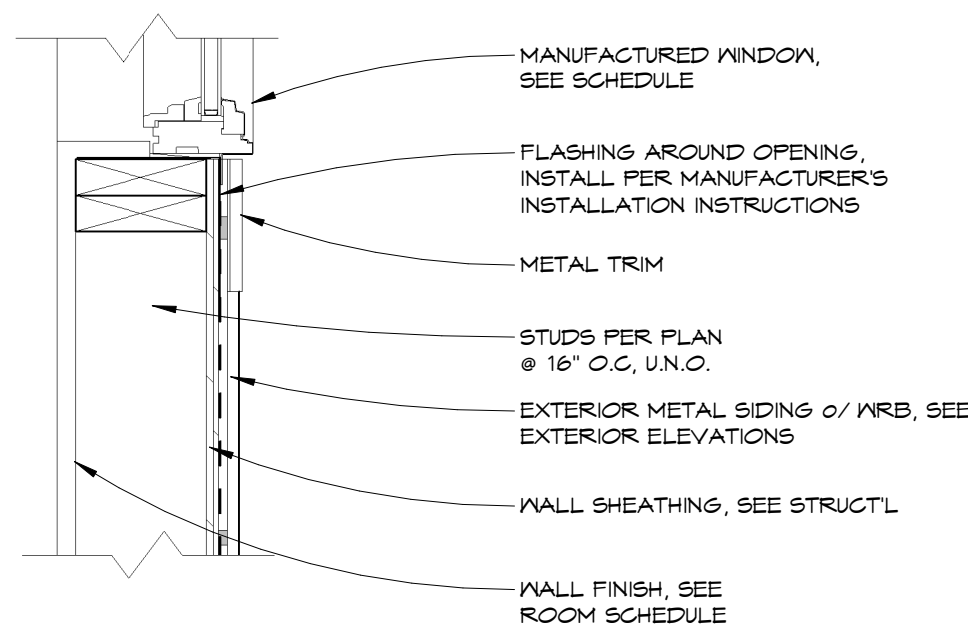 MANUFACTURED WINDOW,
SEE SCHEDULE
FLASHING AROUND OPENING,
INSTALL PER MANUFACTURER'S
INSTALLATION INSTRUCTIONS
METAL TRIM
STUDS PER PLAN
@ 16" O.C, U.N.O.
EXTERIOR METAL SIDING o/ WRB, SEE
EXTERIOR ELEVATIONS
WALL SHEATHING, SEE STRUCT'L
WALL FINISH, SEE
ROOM SCHEDULE